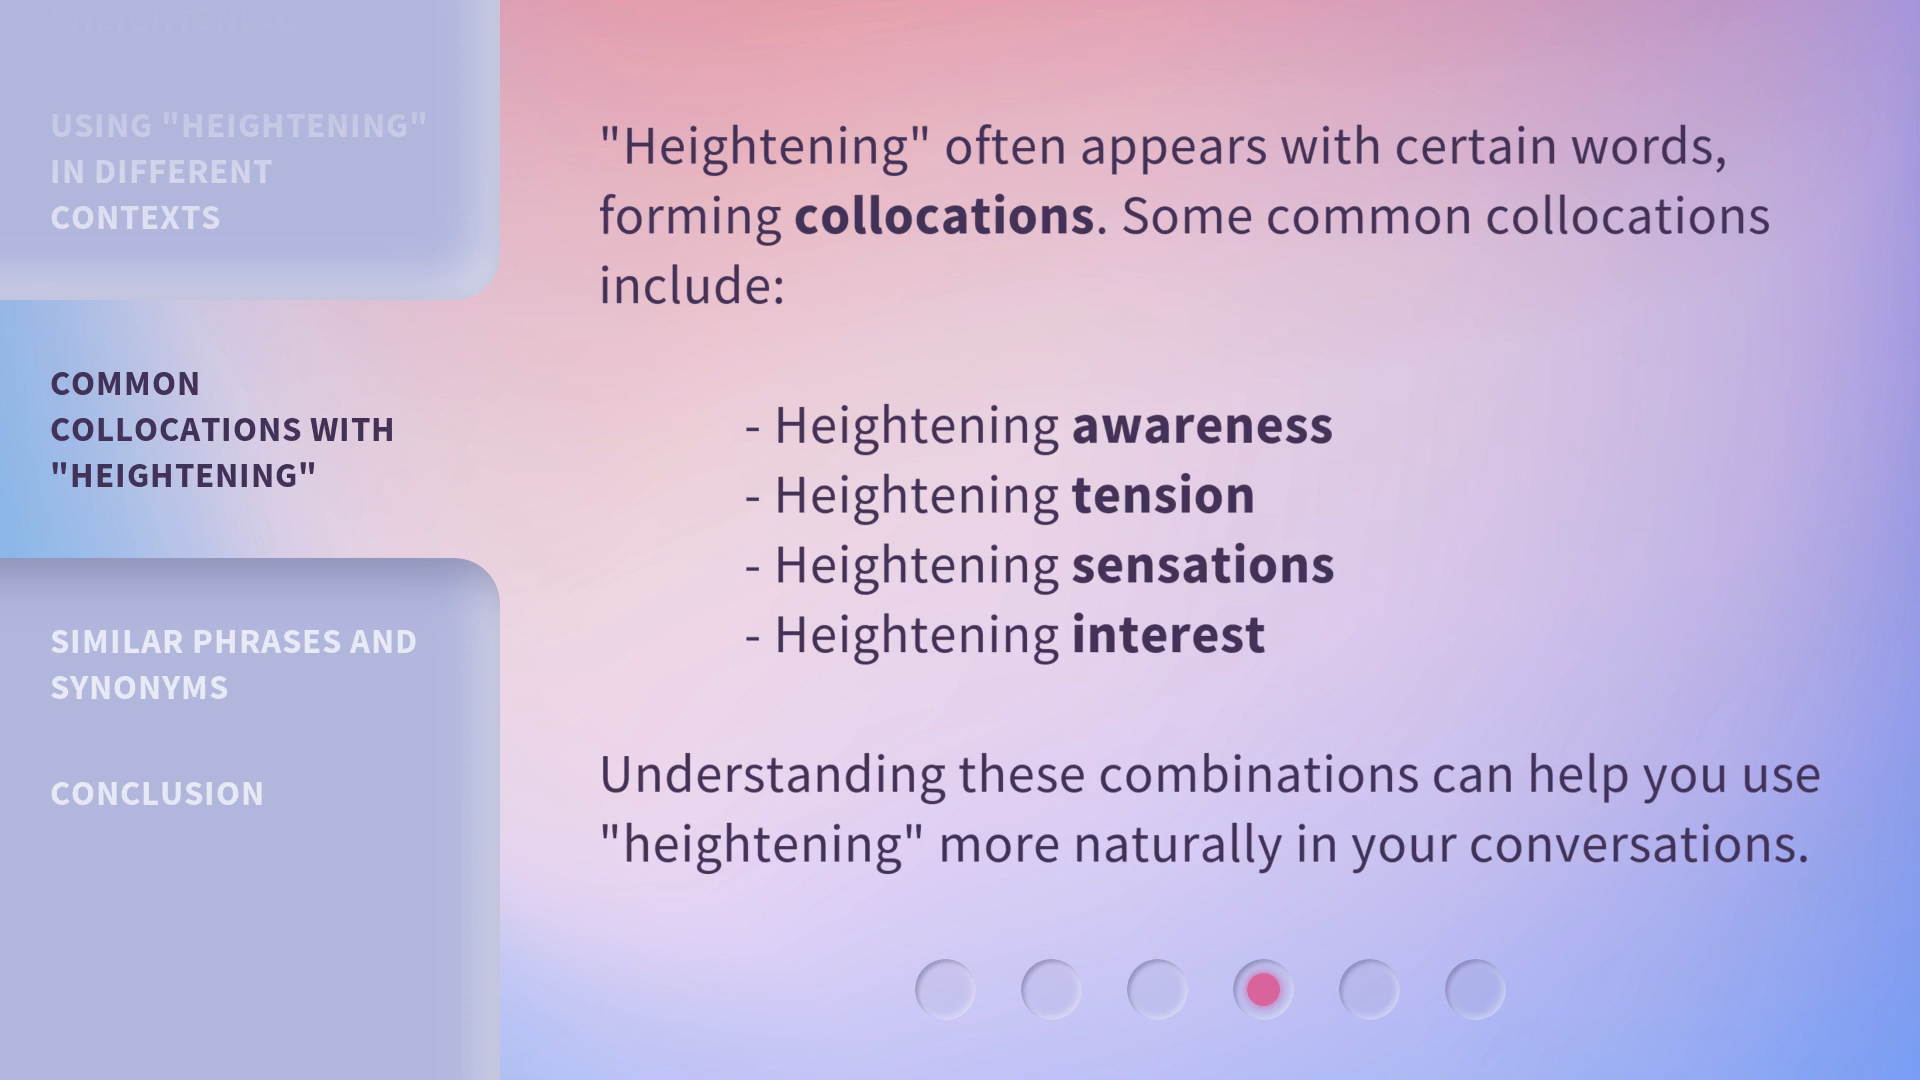 USING "HEIGHTENING"
IN DIFFERENT
CONTEXTS
COMMON
COLLOCATIONS WITH
"HEIGHTENING"
SIMILAR PHRASES AND
SYNONYMS
CONCLUSION
"Heightening" often appears with certain words,
forming collocations. Some common collocations
include:
- Heightening awareness
- Heightening tension
- Heightening sensations
- Heightening interest
Understanding these combinations can help you use
"heightening" more naturally in your conversations.